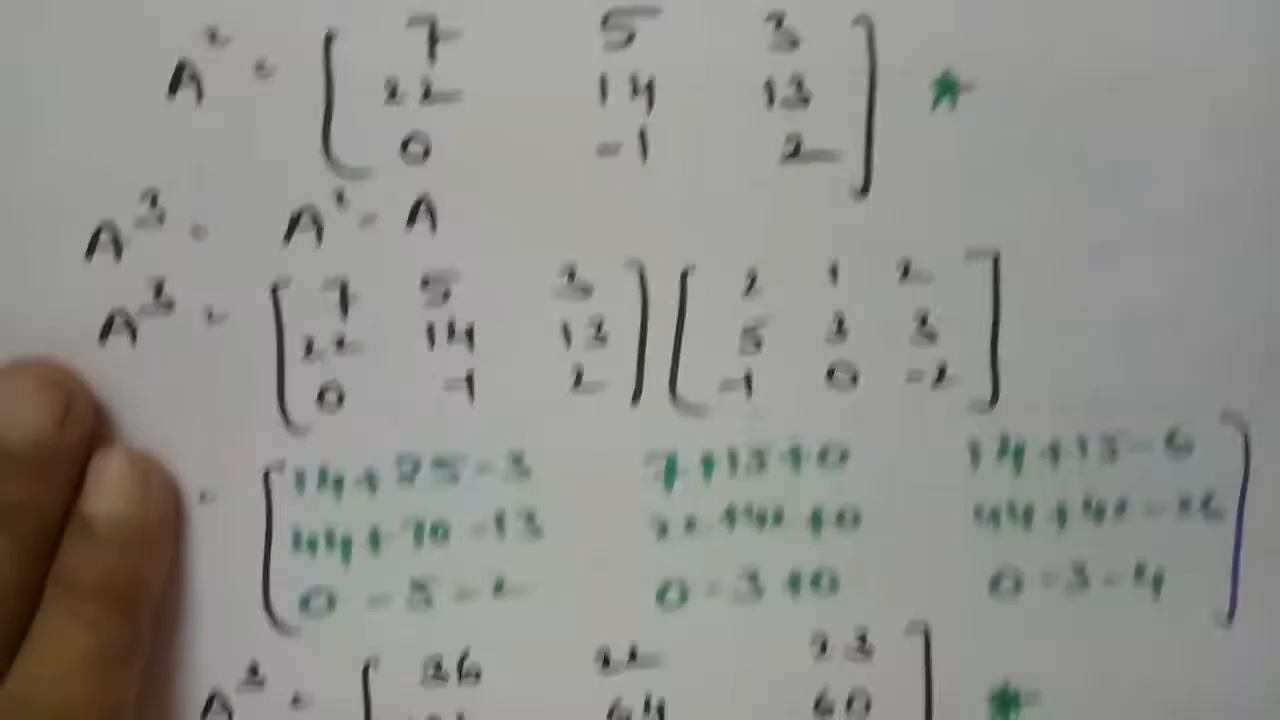 A² = [ 7 5 3
22 14 13 *
0 -1 2 ]
A³ = A² - A
A³ = [ 7 5 3 ] [ 2 1 2 ]
22 14 13 5 3 3
0 -1 2 -1 0 -2
= [ 14+25-3 7+15+0 14+15-6 ]
44+70-13 22+42+0 44+42-26
0-5-2 0-3+0 0-3-4
A³ = [ 36 22 23 ]
64 60 *